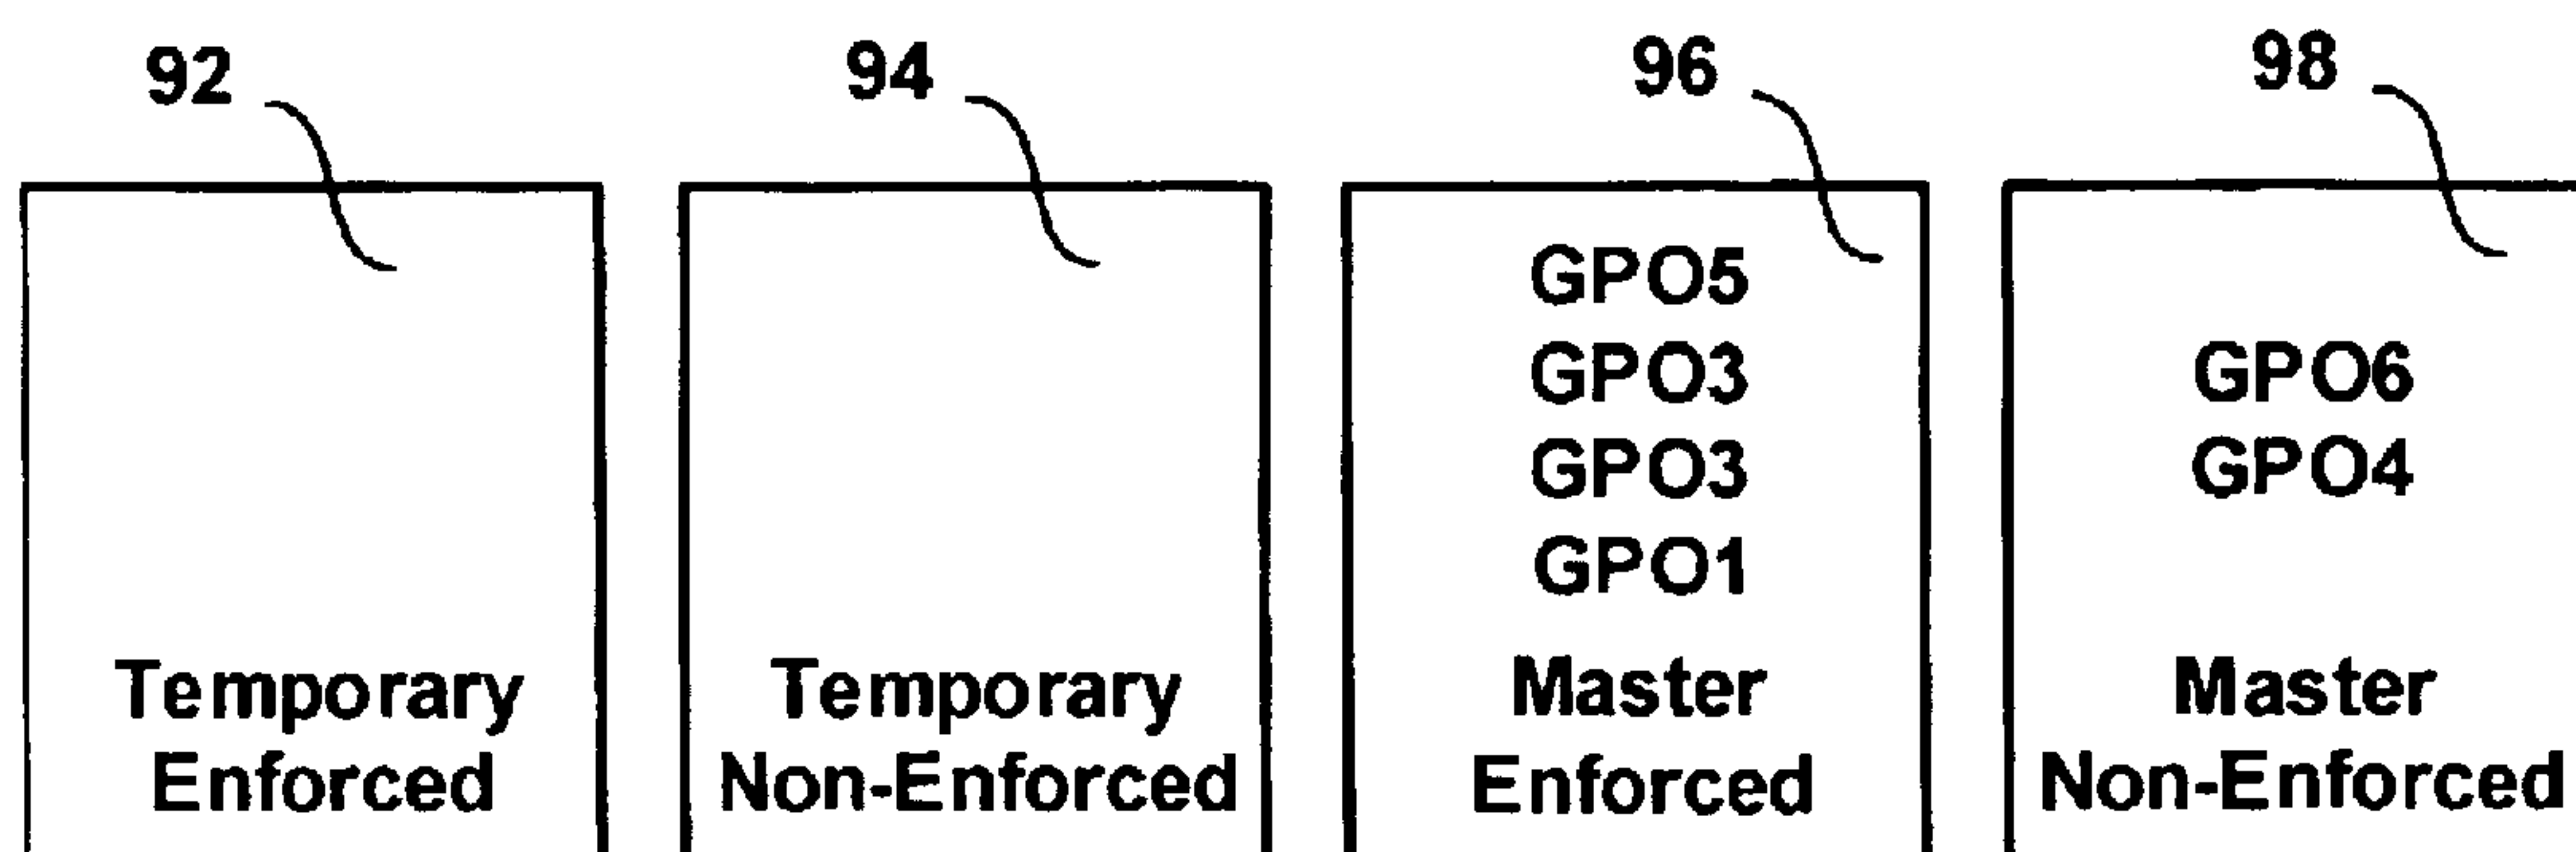 92
94
96
98
GPO5
GPO3
GPO3
GPO1
GPO6
GPO4
Temporary
Enforced
Temporary
Non-Enforced
Master
Enforced
Master
Non-Enforced